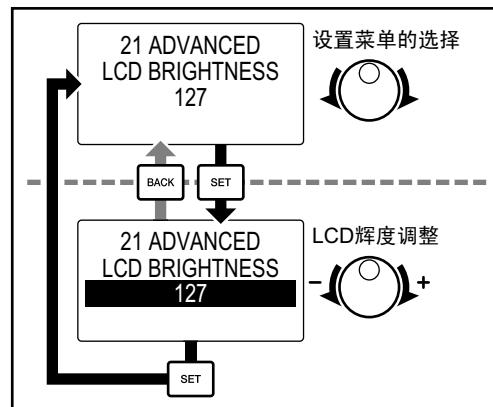 21 ADVANCED
LCD BRIGHTNESS
127
设置菜单的选择
BACK
SET
21 ADVANCED
LCD BRIGHTNESS
127
LCD辉度调整
- +
SET